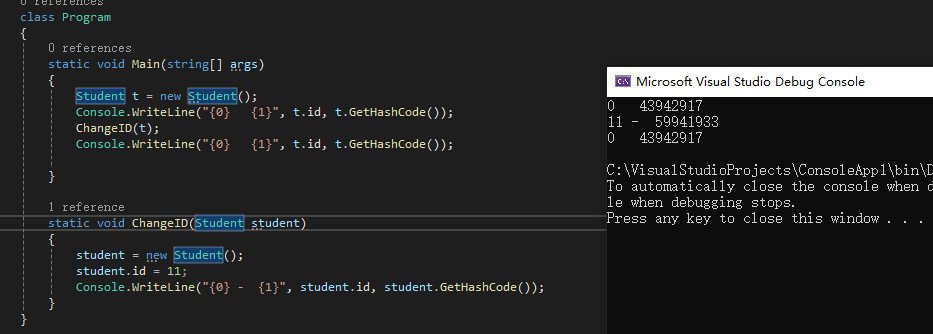 0 references
class Program
{
0 references
static void Main(string[] args)
{
Student t = new Student();
Console.WriteLine("{0}   {1}", t.id, t.GetHashCode());
ChangeID(t);
Console.WriteLine("{0}   {1}", t.id, t.GetHashCode());
}
1 reference
static void ChangeID(Student student)
{
student = new Student();
student.id = 11;
Console.WriteLine("{0} -  {1}", student.id, student.GetHashCode());
}
}
Microsoft Visual Studio Debug Console
0   43942917
11 -  59941933
0   43942917
C:\VisualStudioProjects\ConsoleApp1\bin\D
To automatically close the console when d
le when debugging stops.
Press any key to close this window . . .